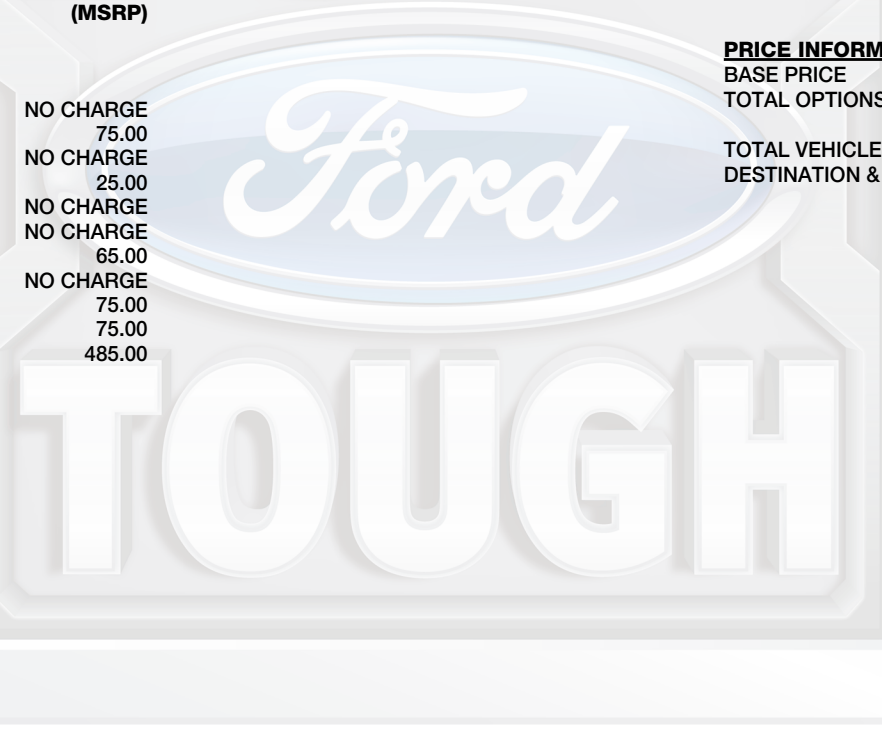 (MSRP)
NO CHARGE
75.00
NO CHARGE
25.00
NO CHARGE
NO CHARGE
65.00
NO CHARGE
75.00
75.00
485.00
PRICE INFORM
BASE PRICE
TOTAL OPTIONS
TOTAL VEHICLE
DESTINATION &
Ford
TOUGH